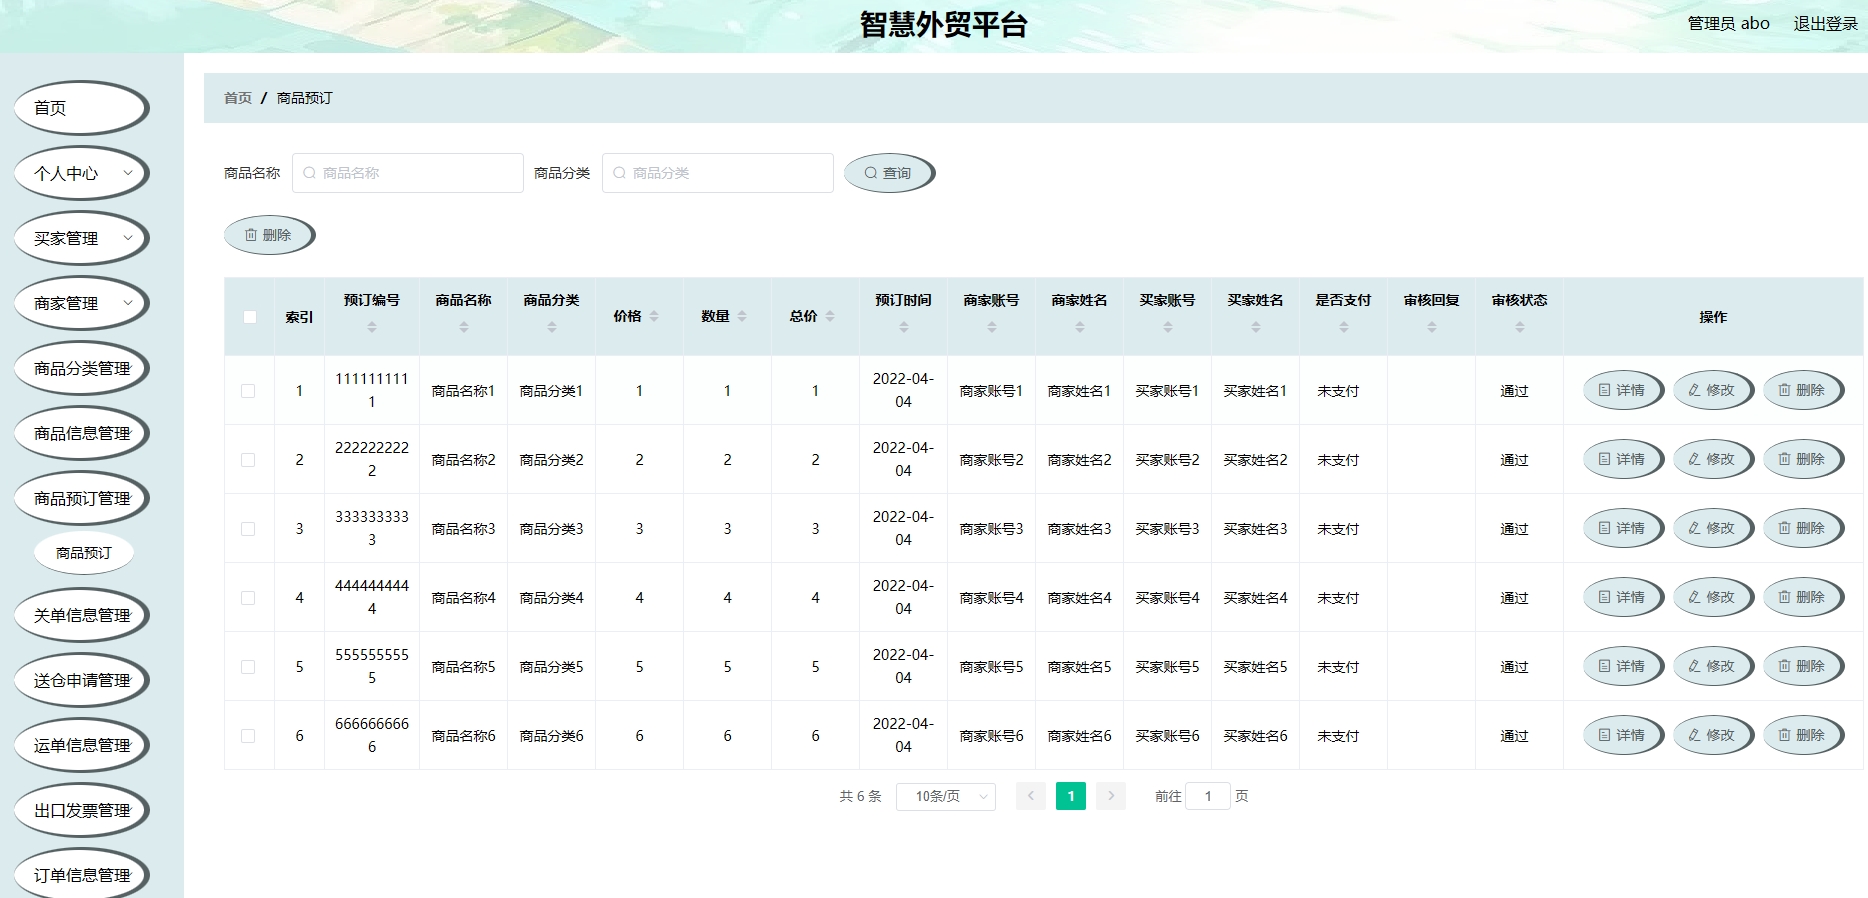 智慧外贸平台
管理员 abo 退出登录
首页
个人中心
买家管理
商家管理
商品分类管理
商品信息管理
商品预订管理
商品预订
关单信息管理
送仓申请管理
运单信息管理
出口发票管理
订单信息管理
首页 / 商品预订
商品名称 商品名称 商品分类 商品分类 查询
删除
索引 预订编号 商品名称 商品分类 价格 数量 总价 预订时间 商家账号 商家姓名 买家账号 买家姓名 是否支付 审核回复 审核状态 操作
1 1111111111 商品名称1 商品分类1 1 1 1 2022-04-04 商家账号1 商家姓名1 买家账号1 买家姓名1 未支付 通过 详情 修改 删除
2 2222222222 商品名称2 商品分类2 2 2 2 2022-04-04 商家账号2 商家姓名2 买家账号2 买家姓名2 未支付 通过 详情 修改 删除
3 3333333333 商品名称3 商品分类3 3 3 3 2022-04-04 商家账号3 商家姓名3 买家账号3 买家姓名3 未支付 通过 详情 修改 删除
4 4444444444 商品名称4 商品分类4 4 4 4 2022-04-04 商家账号4 商家姓名4 买家账号4 买家姓名4 未支付 通过 详情 修改 删除
5 5555555555 商品名称5 商品分类5 5 5 5 2022-04-04 商家账号5 商家姓名5 买家账号5 买家姓名5 未支付 通过 详情 修改 删除
6 6666666666 商品名称6 商品分类6 6 6 6 2022-04-04 商家账号6 商家姓名6 买家账号6 买家姓名6 未支付 通过 详情 修改 删除
共 6 条 10条/页 1 前往 1 页